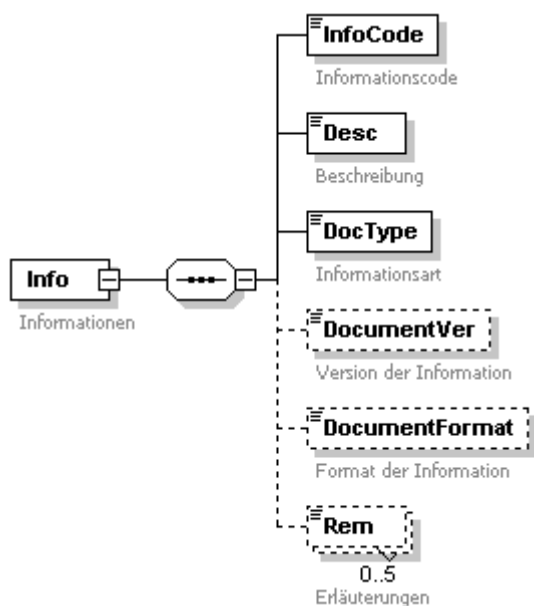 InfoCode
Informationscode
Desc
Beschreibung
DocType
Informationsart
Info
Informationen
DocumentVer
Version der Information
DocumentFormat
Format der Information
Rem
0..5
Erläuterungen